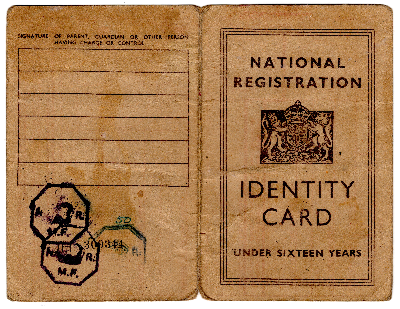 SIGNATURE OF PARENT, GUARDIAN OR OTHER PERSON
HAVING CHARGE OR CONTROL
N. R.
M.F.
N. R.
M.F.
NATIONAL
REGISTRATION
IDENTITY
CARD
UNDER SIXTEEN YEARS